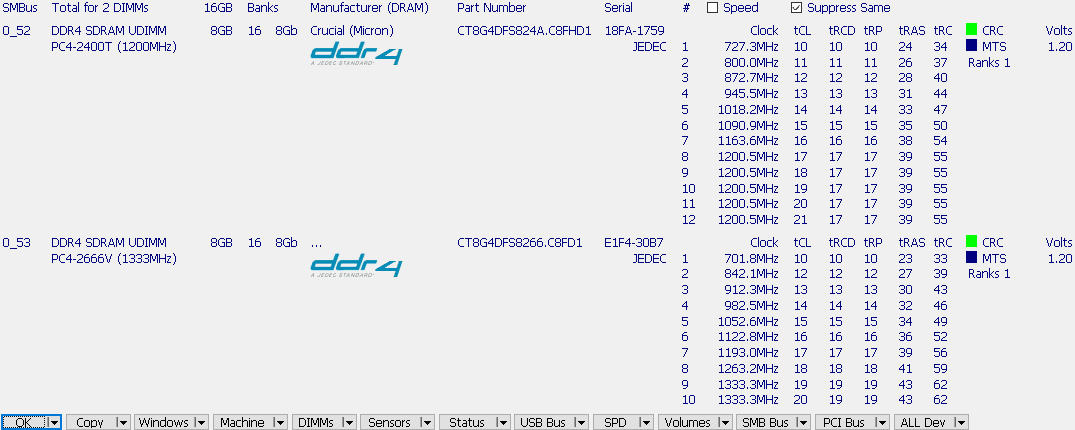 SMBus Total for 2 DIMMs 16GB Banks Manufacturer (DRAM) Part Number Serial # Speed Suppress Same
0_52 DDR4 SDRAM UDIMM 8GB 16 8Gb Crucial (Micron) CT8G4DFS824A.C8FHD1 18FA-1759 Clock tCL tRCD tRP tRAS tRC CRC Volts
PC4-2400T (1200MHz) ddr4 JEDEC 1 727.3MHz 10 10 10 24 34 MTS 1.20
A JEDEC STANDARD 2 800.0MHz 11 11 11 26 37 Ranks 1
3 872.7MHz 12 12 12 28 40
4 945.5MHz 13 13 13 31 44
5 1018.2MHz 14 14 14 33 47
6 1090.9MHz 15 15 15 35 50
7 1163.6MHz 16 16 16 38 54
8 1200.5MHz 17 17 17 39 55
9 1200.5MHz 18 17 17 39 55
10 1200.5MHz 19 17 17 39 55
11 1200.5MHz 20 17 17 39 55
12 1200.5MHz 21 17 17 39 55
0_53 DDR4 SDRAM UDIMM 8GB 16 8Gb ... CT8G4DFS8266.C8FD1 E1F4-30B7 Clock tCL tRCD tRP tRAS tRC CRC Volts
PC4-2666V (1333MHz) ddr4 JEDEC 1 701.8MHz 10 10 10 23 33 MTS 1.20
A JEDEC STANDARD 2 842.1MHz 12 12 12 27 39 Ranks 1
3 912.3MHz 13 13 13 30 43
4 982.5MHz 14 14 14 32 46
5 1052.6MHz 15 15 15 34 49
6 1122.8MHz 16 16 16 36 52
7 1193.0MHz 17 17 17 39 56
8 1263.2MHz 18 18 18 41 59
9 1333.3MHz 19 19 19 43 62
10 1333.3MHz 20 19 19 43 62
OK Copy Windows Machine DIMMs Sensors Status USB Bus SPD Volumes SMB Bus PCI Bus ALL Dev